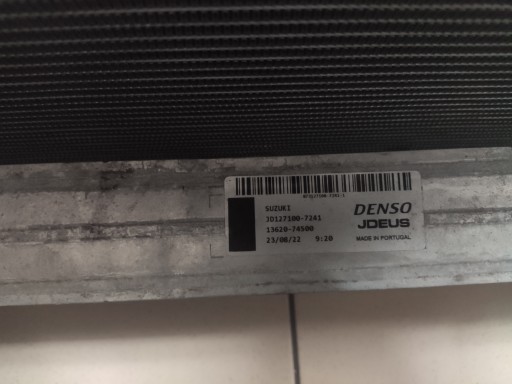 SUZUKI
JD127100-7241
13620-74S00
23/08/22 9:20
DENSO
JDEUS
MADE IN PORTUGAL